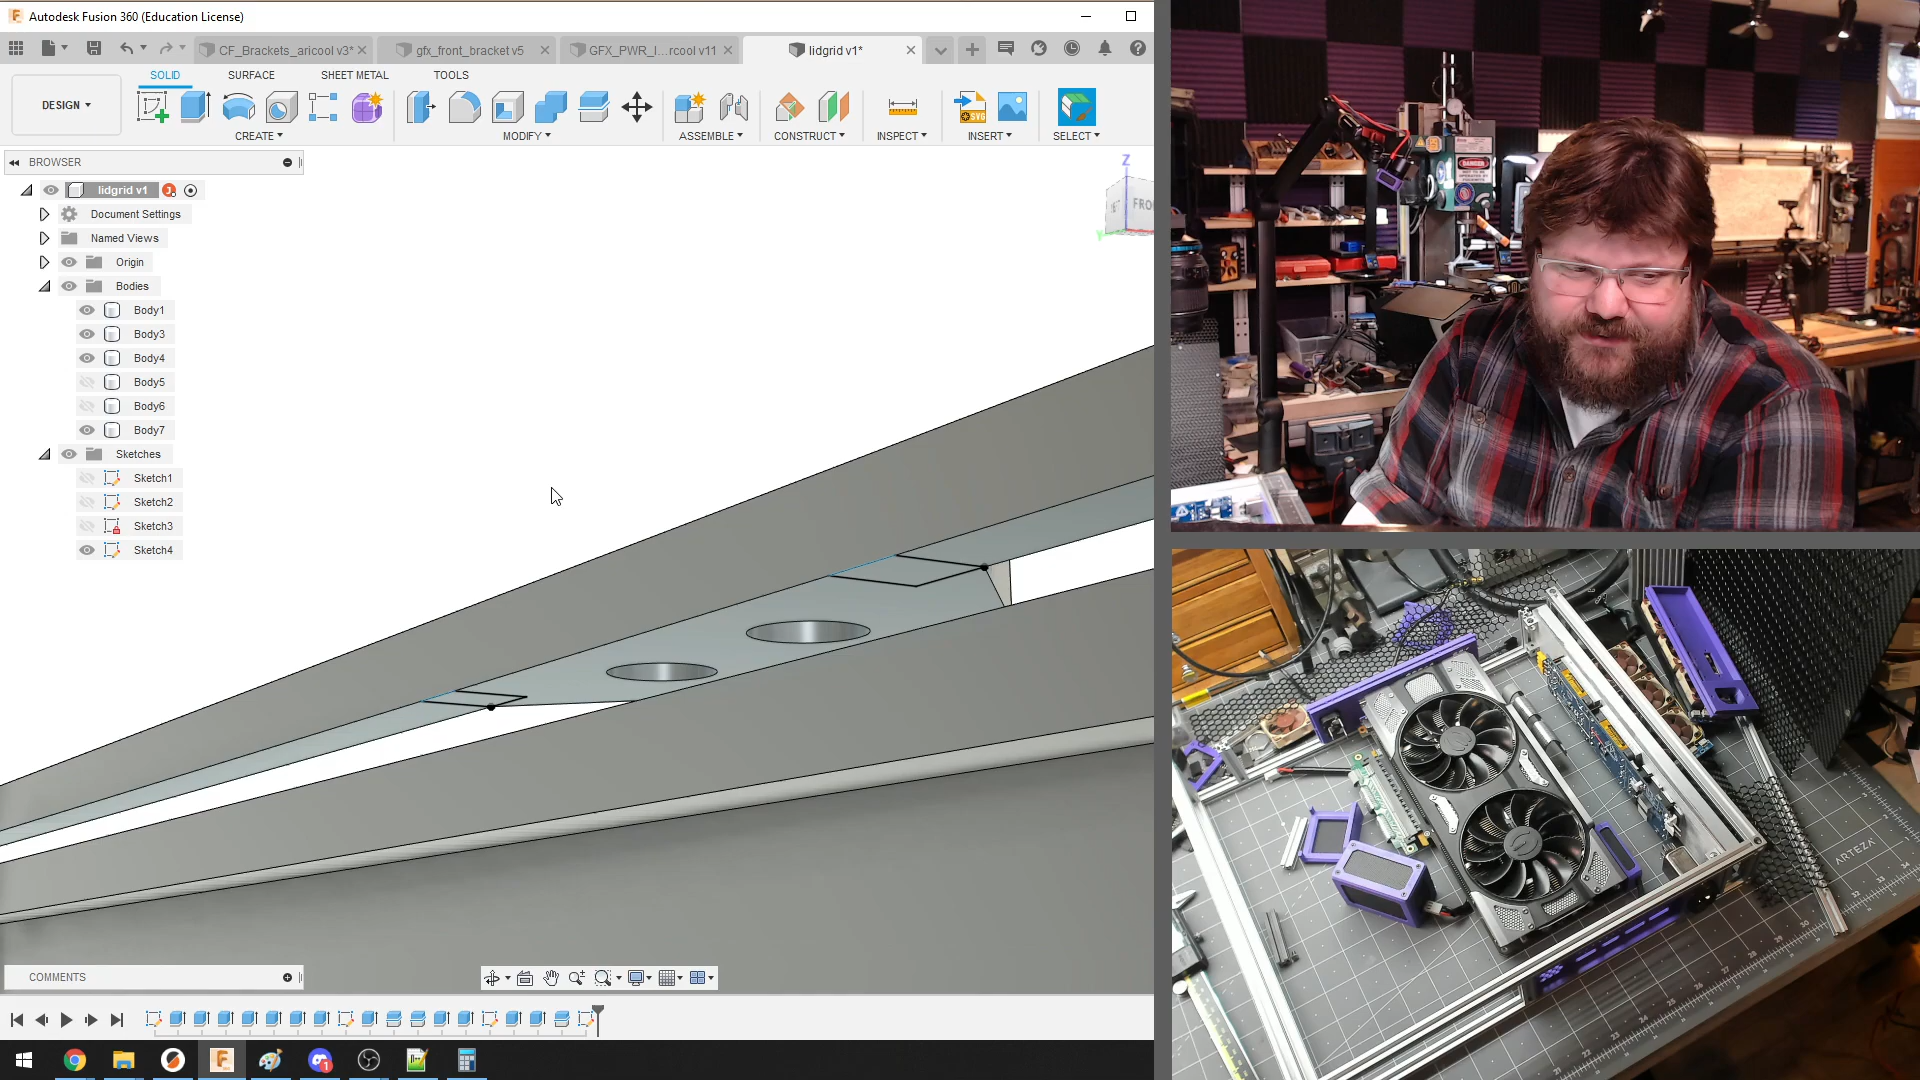 Autodesk Fusion 360 (Education License)
CF_Brackets_aricool v3*
gfx_front_bracket v5
GFX_PWR_I...rcool v11
lidgrid v1*
SOLID
SURFACE
SHEET METAL
TOOLS
DESIGN
CREATE
MODIFY
ASSEMBLE
CONSTRUCT
INSPECT
INSERT
SELECT
BROWSER
lidgrid v1
Document Settings
Named Views
Origin
Bodies
Body1
Body3
Body4
Body5
Body6
Body7
Sketches
Sketch1
Sketch2
Sketch3
Sketch4
Z
FRO
COMMENTS
DANGER
ARTEZA